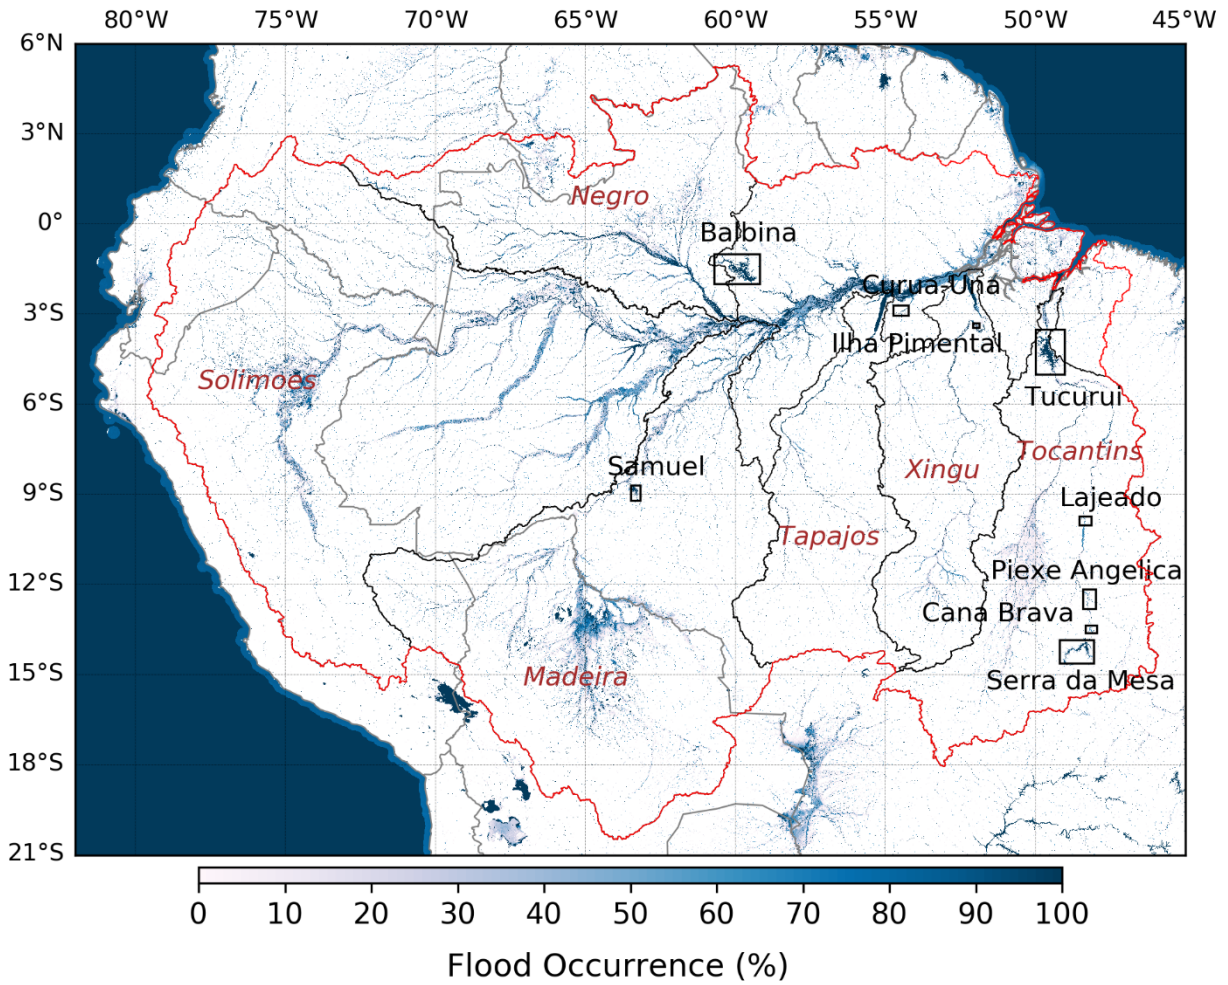 80°W 75°W 70°W 65°W 60°W 55°W 50°W 45°W
6°N
3°N
0°
3°S
6°S
9°S
12°S
15°S
18°S
21°S
Negro
Balbina
Curua-Una
Ilha Pimental
Solimoes
Tucurui
Tocantins
Samuel
Xingu
Lajeado
Tapajos
Piexe Angelica
Cana Brava
Madeira
Serra da Mesa
0 10 20 30 40 50 60 70 80 90 100
Flood Occurrence (%)